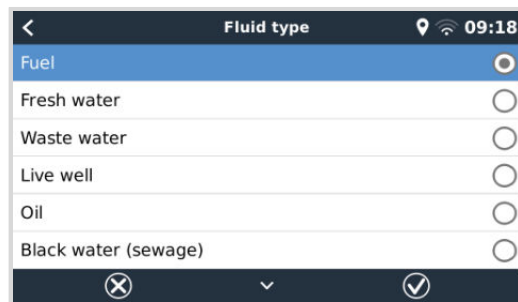 Fluid type 09:18
Fuel
Fresh water
Waste water
Live well
Oil
Black water (sewage)